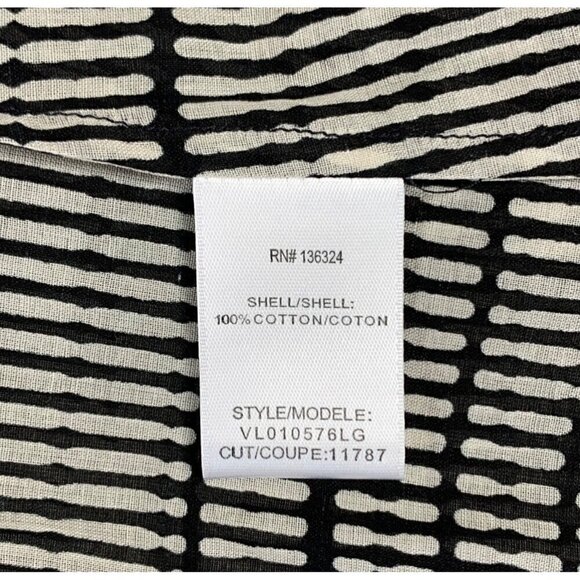 RN# 136324
SHELL/SHELL:
100% COTTON/COTON
STYLE/MODELE:
VL010576LG
CUT/COUPE:11787